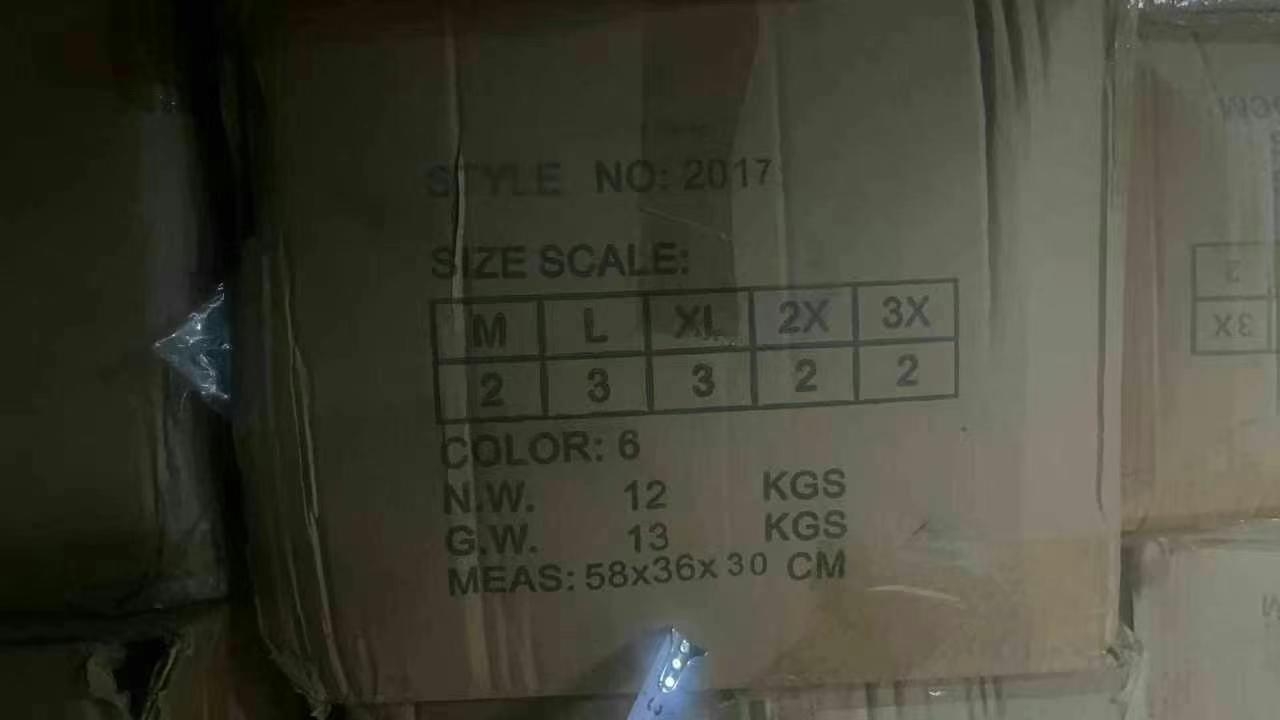 STYLE NO: 2017
SIZE SCALE:
M L XL 2X 3X
2 3 3 2 2
COLOR: 6
N.W. 12 KGS
G.W. 13 KGS
MEAS: 58x36x30 CM
3X